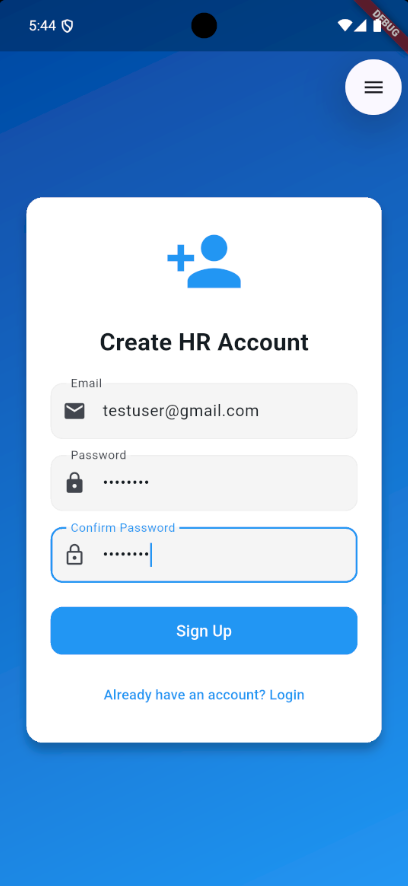 5:44
DEBUG
Create HR Account
Email
testuser@gmail.com
Password
••••••••
Confirm Password
••••••••
Sign Up
Already have an account? Login